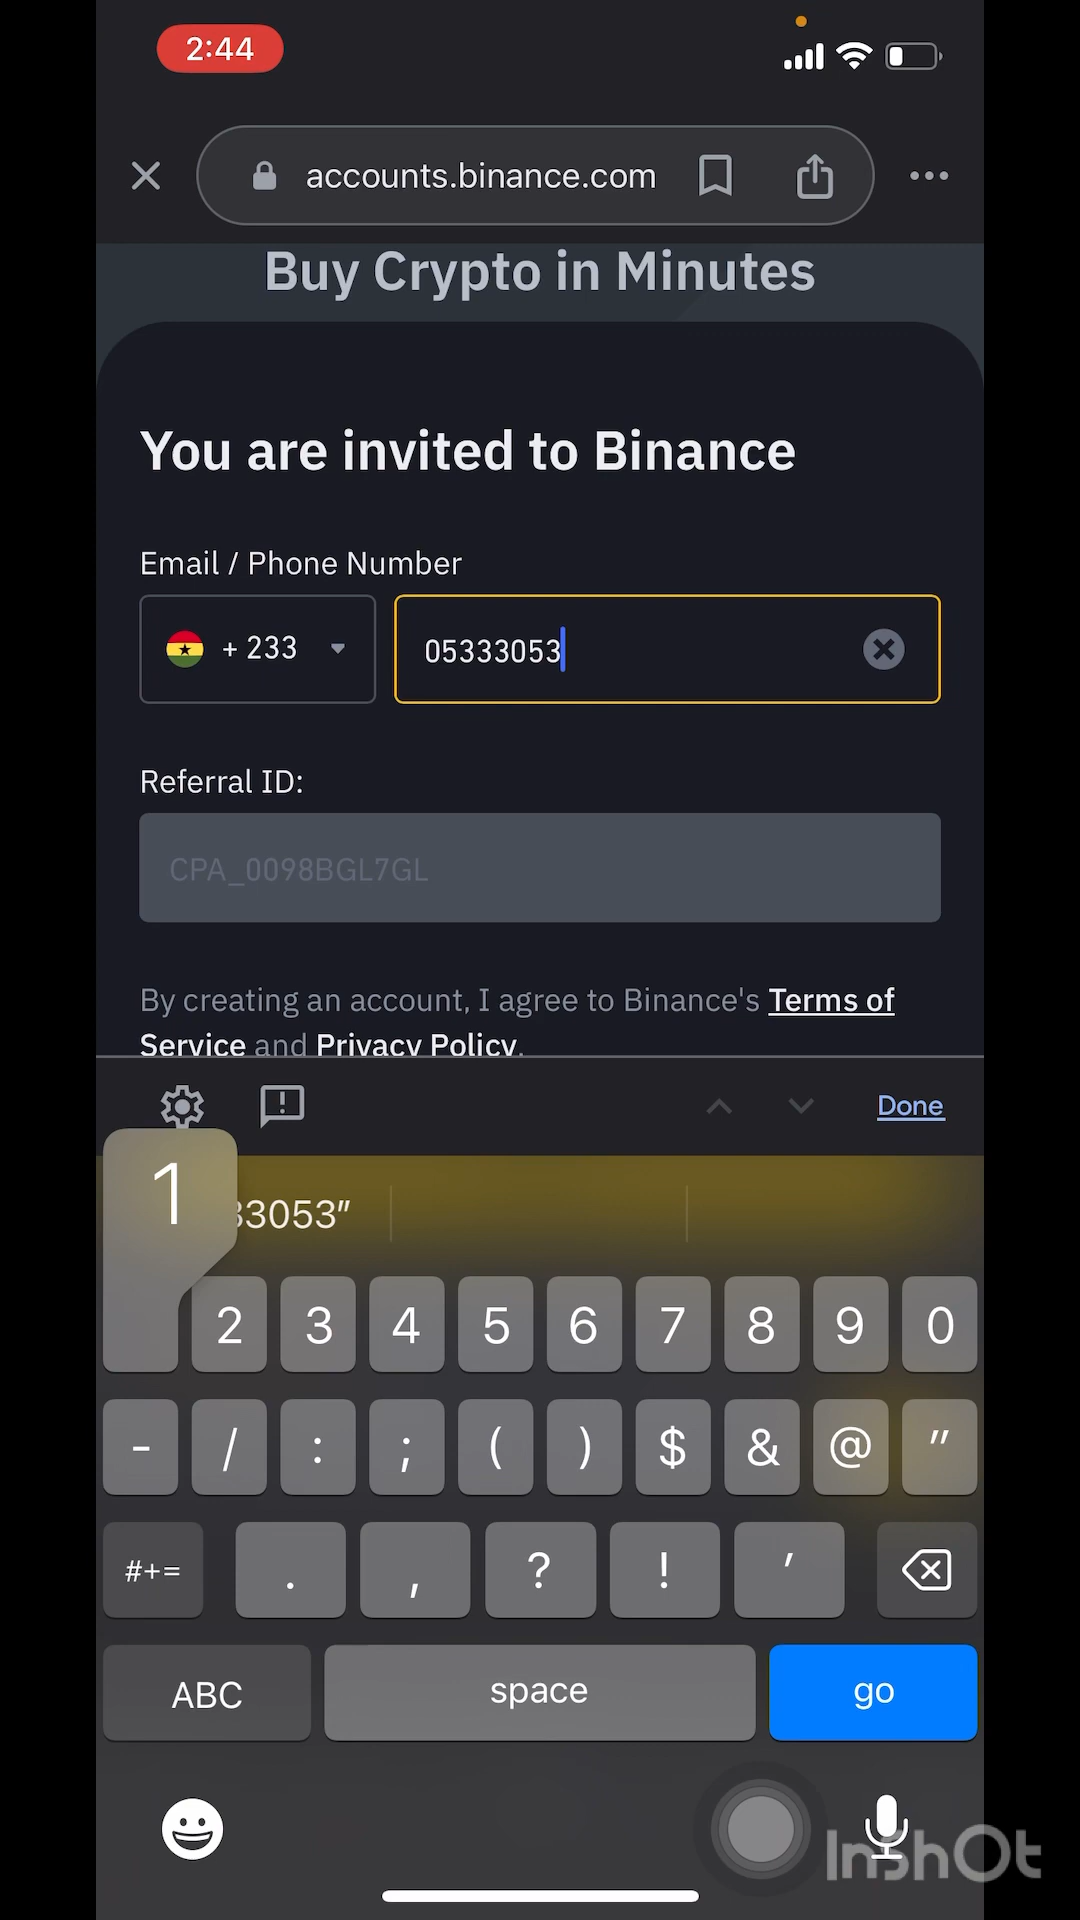 2:44
accounts.binance.com
Buy Crypto in Minutes
You are invited to Binance
Email / Phone Number
+ 233
05333053
Referral ID:
CPA_0098BGL7GL
By creating an account, I agree to Binance's Terms of
Service and Privacy Policy.
Done
1
33053"
2 3 4 5 6 7 8 9 0
- / : ; ( ) $ & @ "
#+= . , ? ! '
ABC space go
InShOt